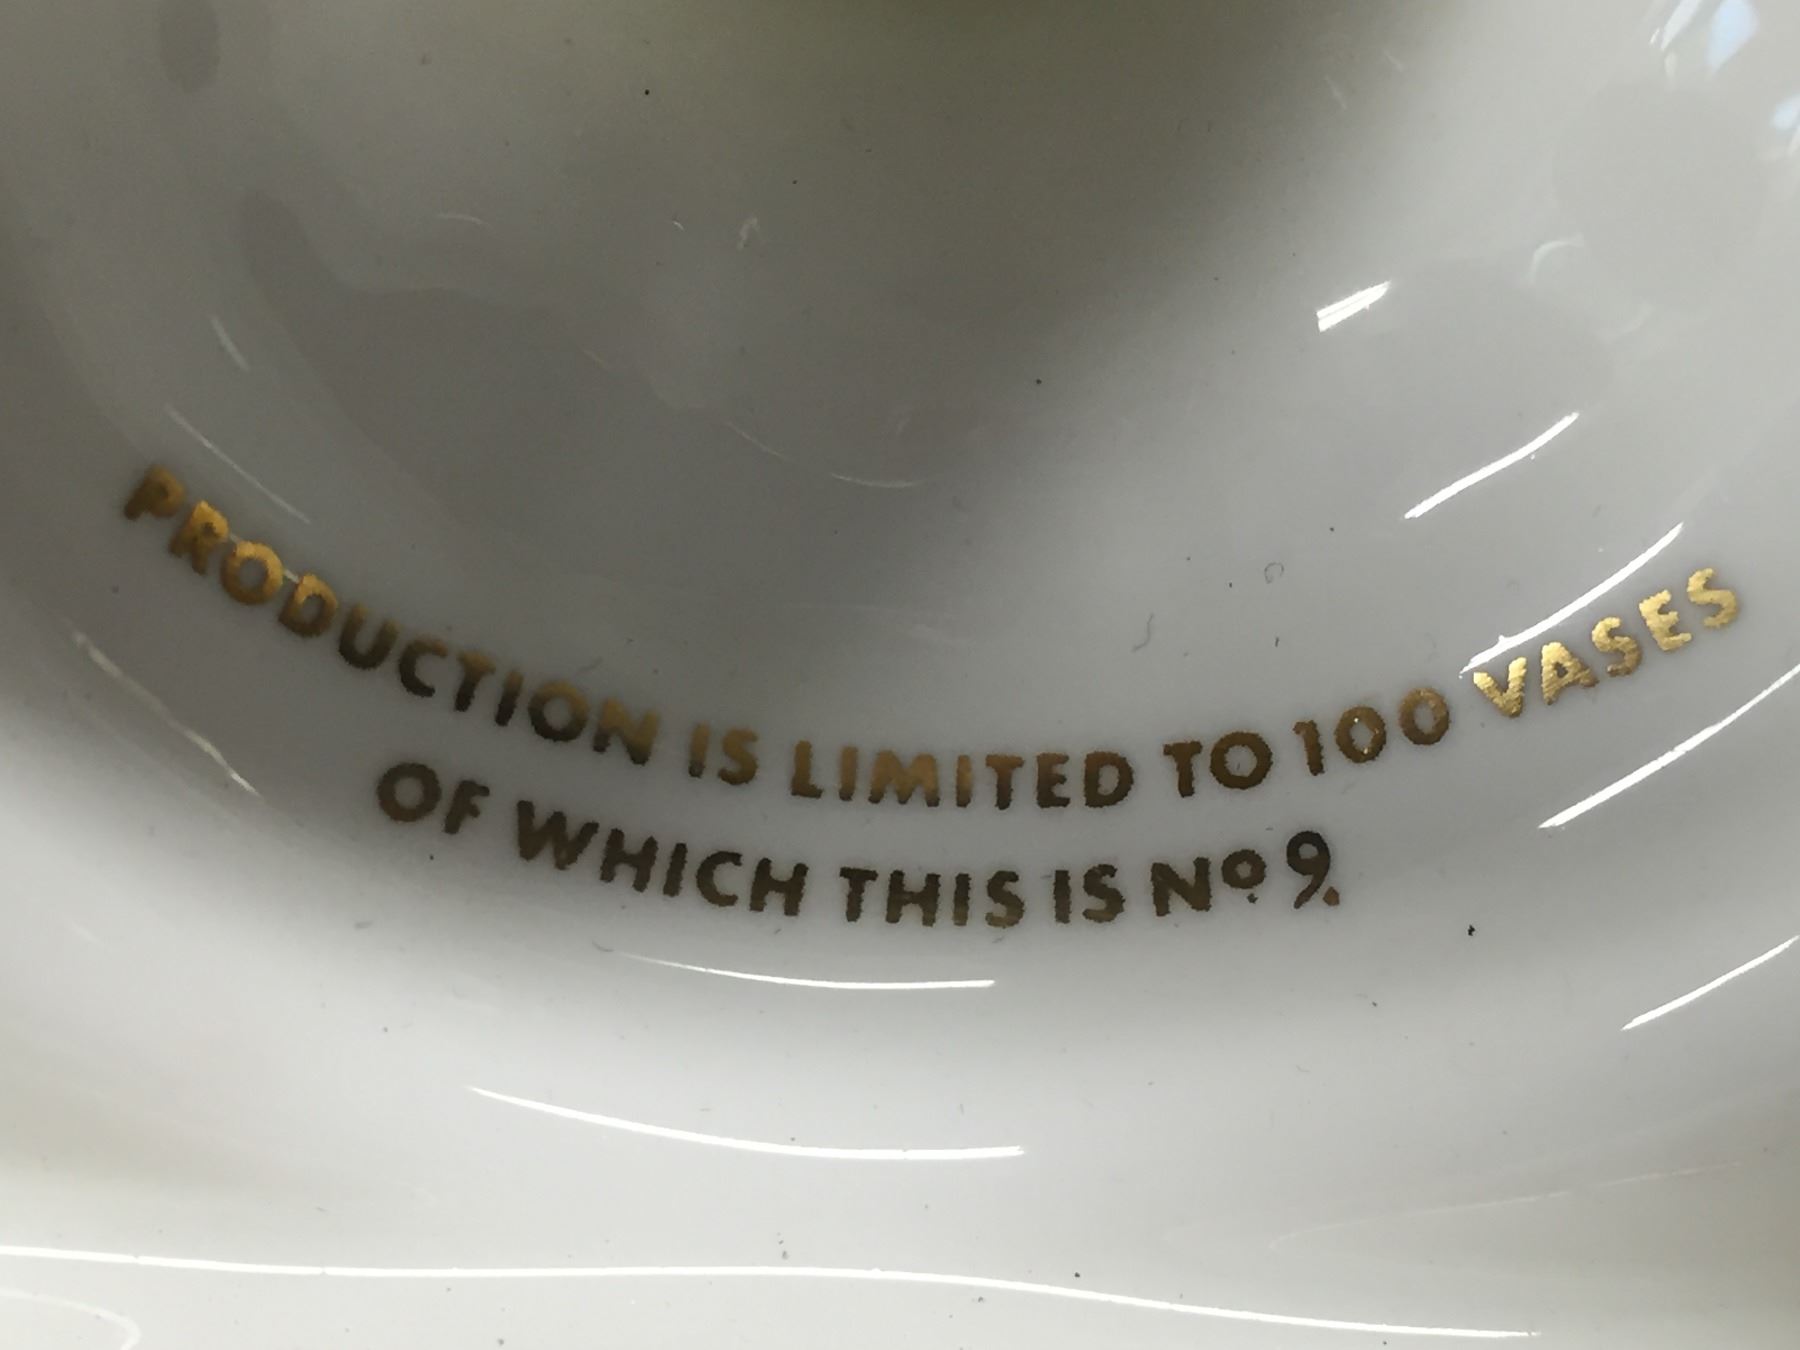 PRODUCTION IS LIMITED TO 100 VASES
OF WHICH THIS IS Nº 9.